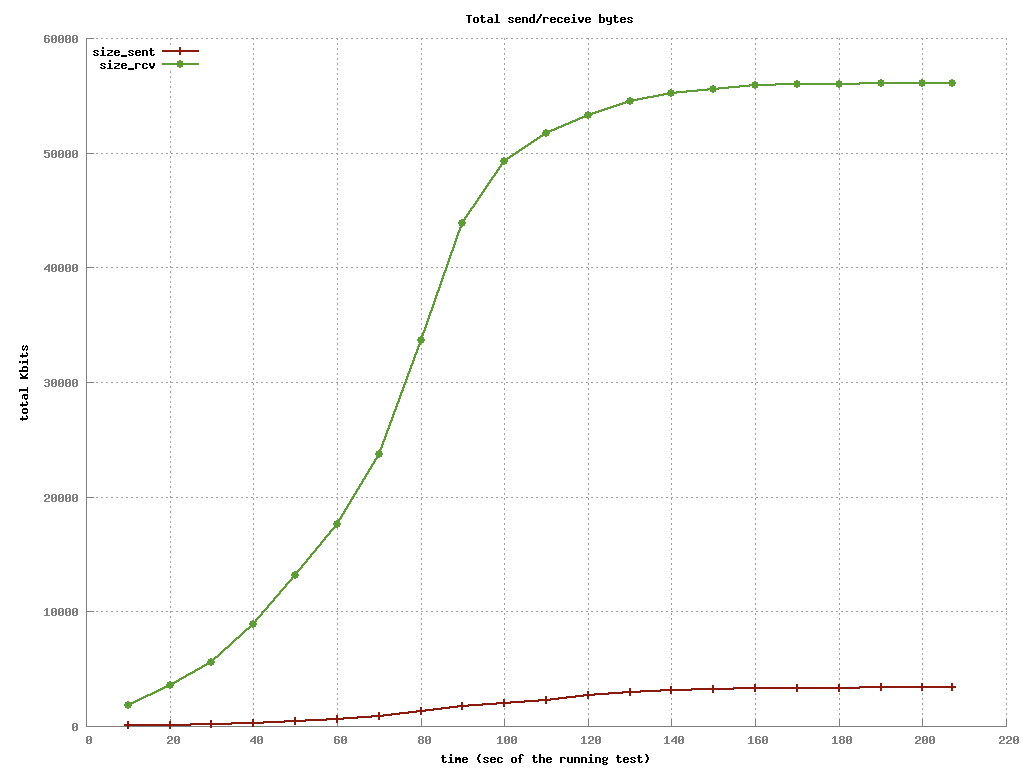 Total send/receive bytes
60000
size_sent
size_rcv
50000
40000
total Kbits
30000
20000
10000
0
0 20 40 60 80 100 120 140 160 180 200 220
time (sec of the running test)